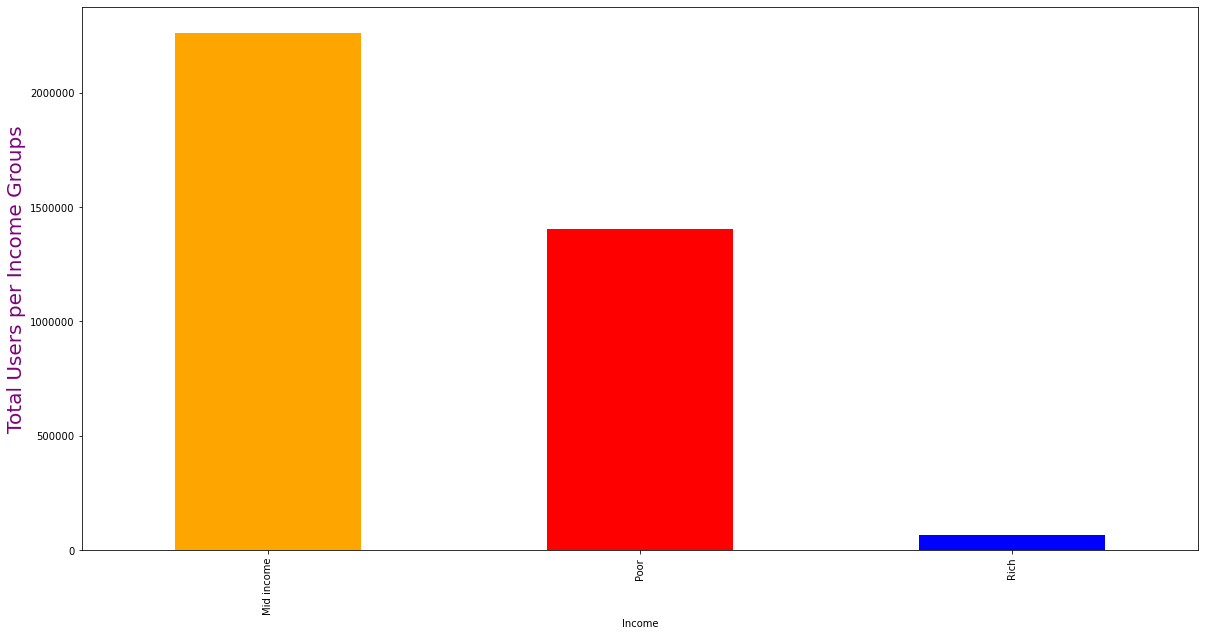 Total Users per Income Groups
2000000
1500000
1000000
500000
0
Mid income
Poor
Rich
Income